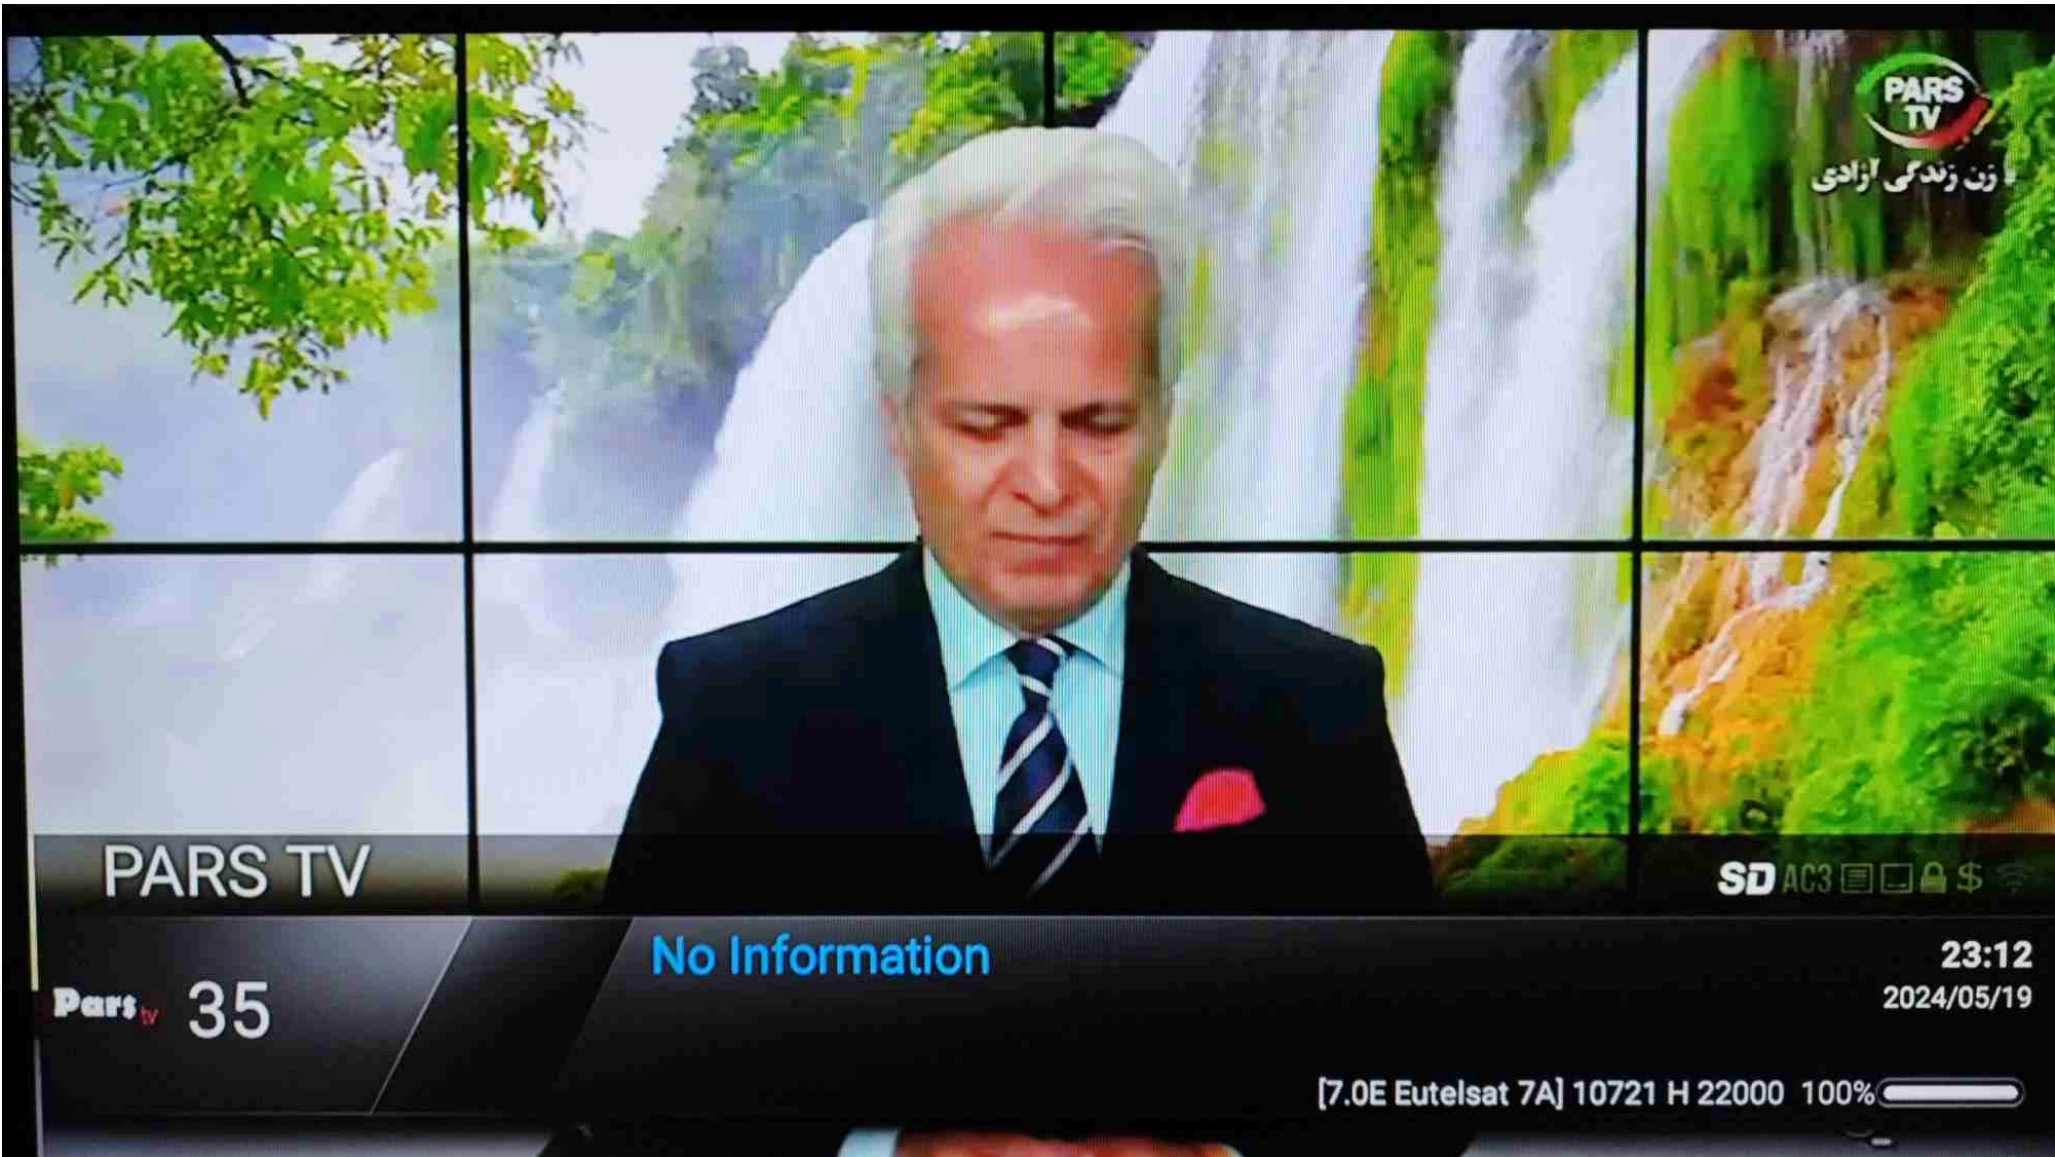 PARS
TV
# زن زندگی آزادی
PARS TV
SD AC3 $
No Information
23:12
Pars tv 35
2024/05/19
[7.0E Eutelsat 7A] 10721 H 22000 100%